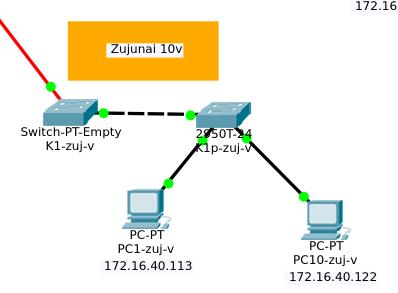 172.16
Zujunai 10v
Switch-PT-Empty
K1-zuj-v
2950T-24
K1p-zuj-v
PC-PT
PC1-zuj-v
172.16.40.113
PC-PT
PC10-zuj-v
172.16.40.122